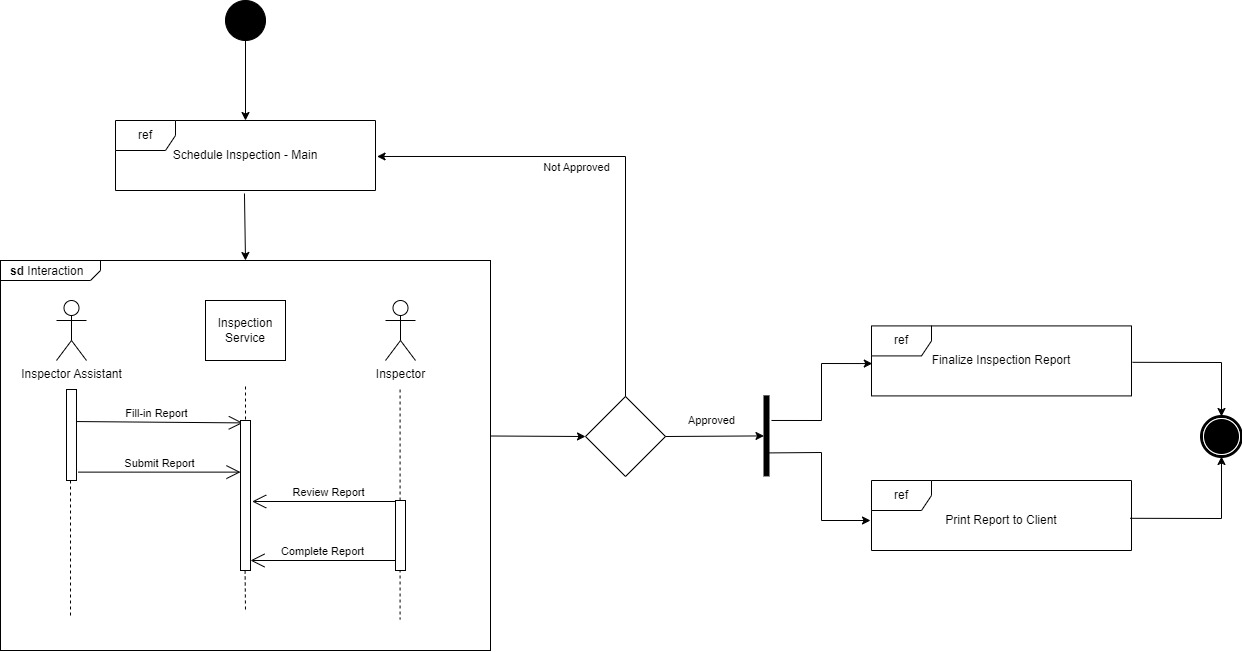 ref
Schedule Inspection - Main
Not Approved
sd Interaction
Inspection
Service
Inspector Assistant
Inspector
Fill-in Report
Submit Report
Review Report
Complete Report
Approved
ref
Finalize Inspection Report
ref
Print Report to Client